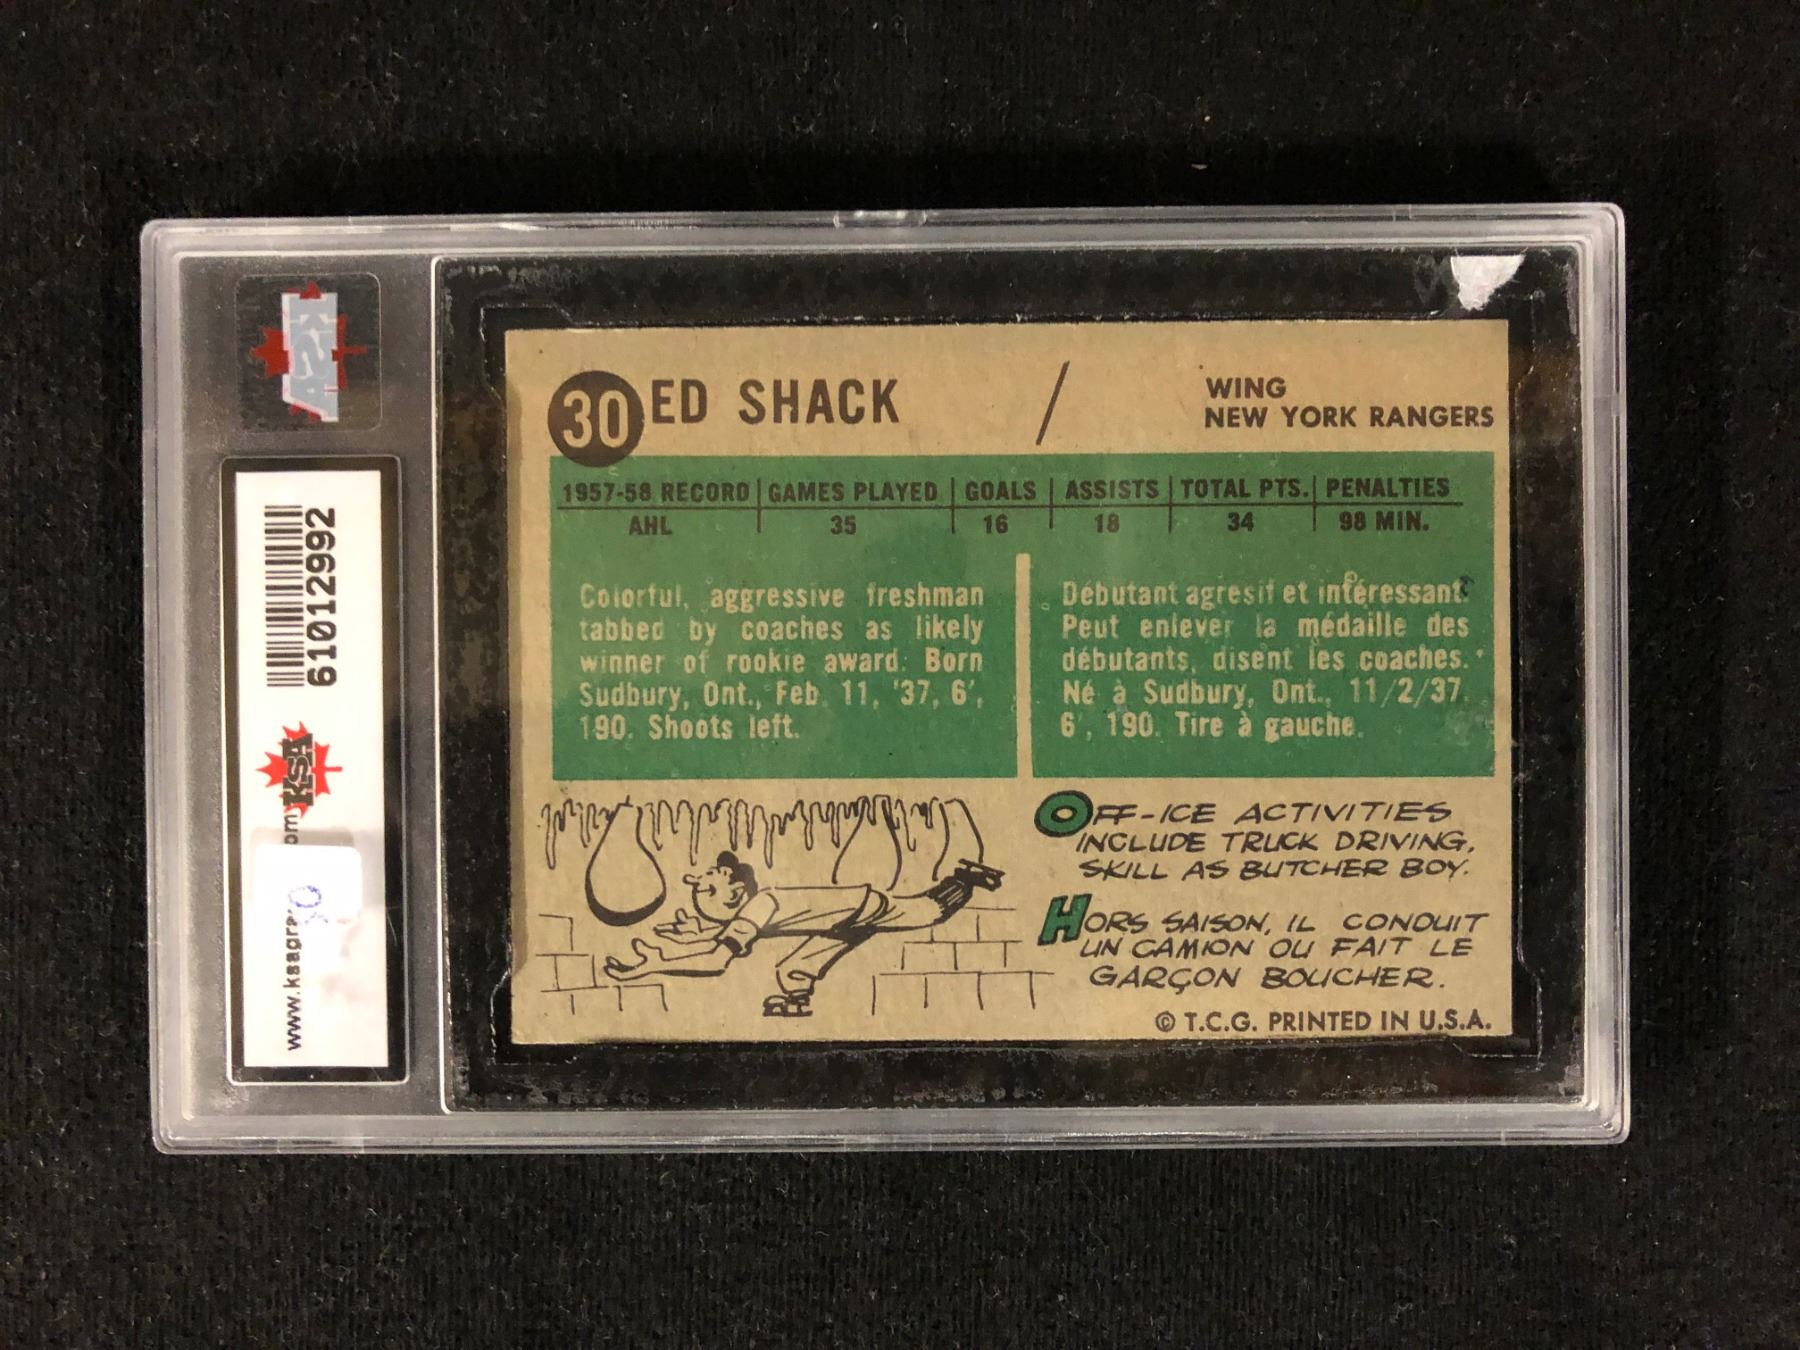 30 ED SHACK / WING
NEW YORK RANGERS
1957-58 RECORD GAMES PLAYED GOALS ASSISTS TOTAL PTS. PENALTIES
AHL 35 16 18 34 98 MIN.
Colorful, aggressive freshman
tabbed by coaches as likely
winner of rookie award. Born
Sudbury, Ont., Feb. 11, '37, 6',
190. Shoots left.
Débutant agresif et intéressant.
Peut enlever la médaille des
débutants, disent les coaches.
Né à Sudbury, Ont., 11/2/37,
6', 190. Tire à gauche.
OFF-ICE ACTIVITIES
INCLUDE TRUCK DRIVING,
SKILL AS BUTCHER BOY.
HORS SAISON, IL CONDUIT
UN CAMION OU FAIT LE
GARÇON BOUCHER.
© T.C.G. PRINTED IN U.S.A.
KSA
61012992
KSA
www.ksagra
om